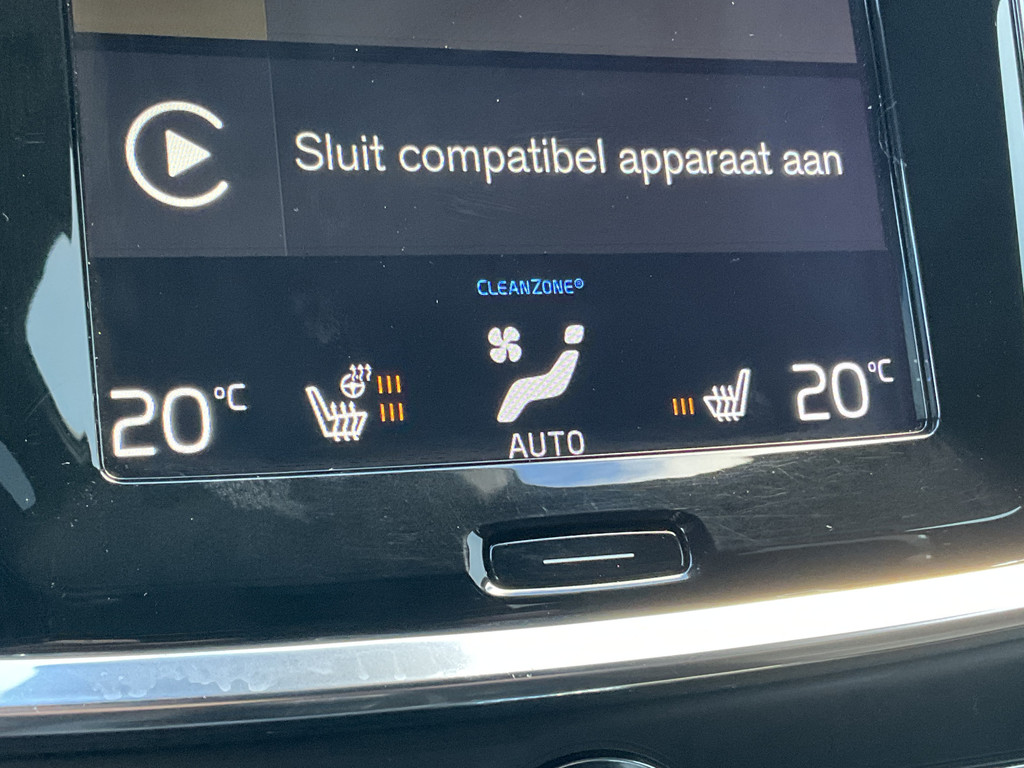 Sluit compatibel apparaat aan
CLEANZONE®
20°C
20°C
AUTO